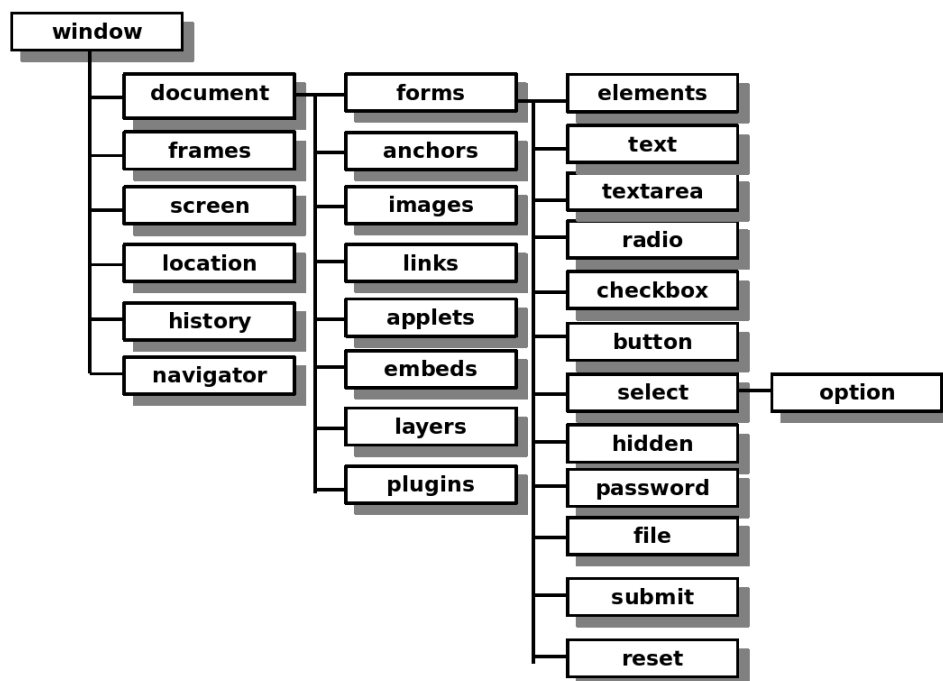 window
document
frames
screen
location
history
navigator
forms
anchors
images
links
applets
embeds
layers
plugins
elements
text
textarea
radio
checkbox
button
select
hidden
password
file
submit
reset
option